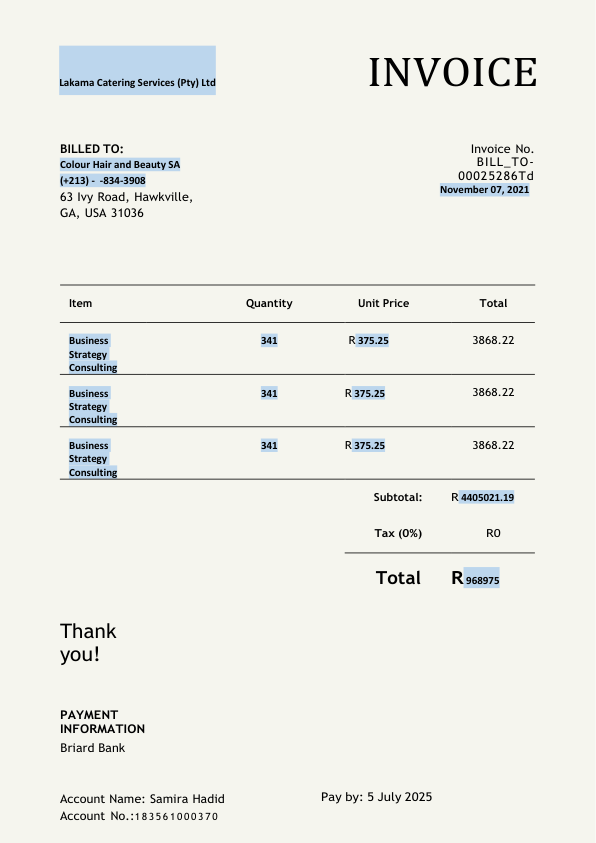 Lakama Catering Services (Pty) Ltd
INVOICE
BILLED TO:
Colour Hair and Beauty SA
(+213) - -834-3908
63 Ivy Road, Hawkville,
GA, USA 31036
Invoice No.
BILL_TO-
00025286Td
November 07, 2021
Item Quantity Unit Price Total
Business
Strategy
Consulting
341 R 375.25 3868.22
Business
Strategy
Consulting
341 R 375.25 3868.22
Business
Strategy
Consulting
341 R 375.25 3868.22
Subtotal: R 4405021.19
Tax (0%) R0
Total R 968975
Thank
you!
PAYMENT
INFORMATION
Briard Bank
Account Name: Samira Hadid
Account No.:183561000370
Pay by: 5 July 2025